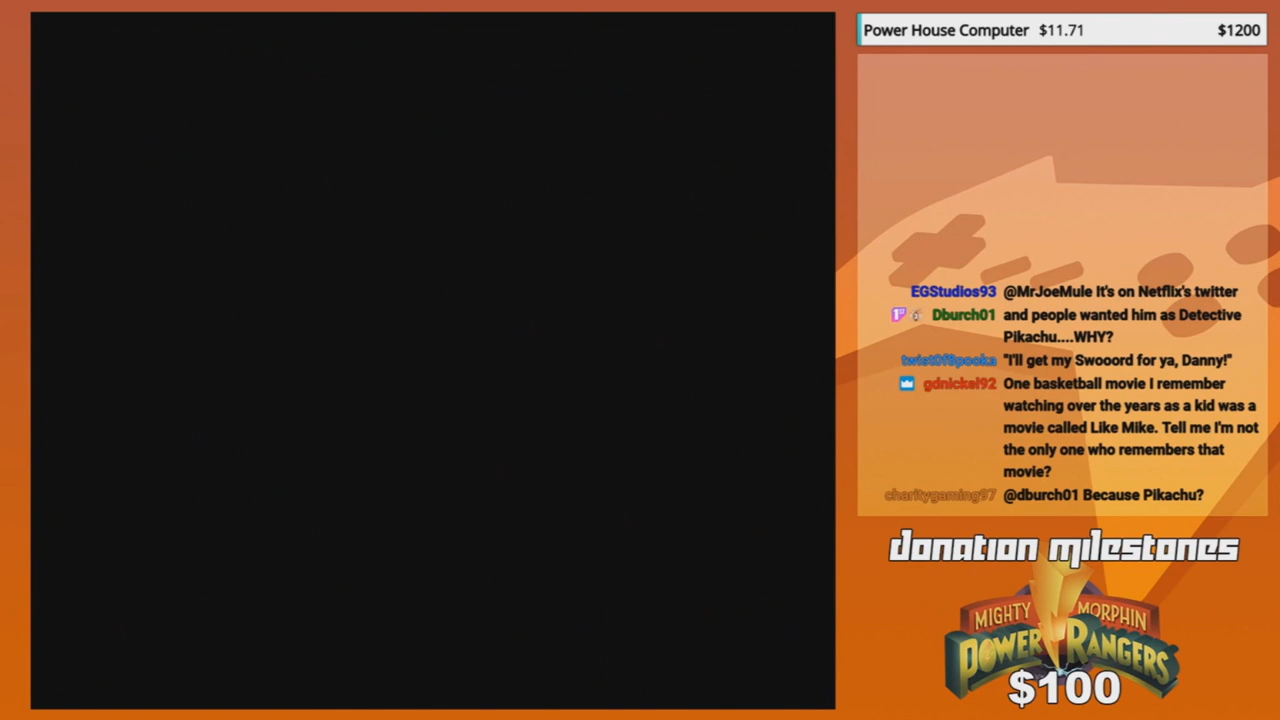 Power House Computer $11.71 $1200
EGStudios93 @MrJoeMule It's on Netflix's twitter
Dburch01 and people wanted him as Detective
Pikachu....WHY?
twist0f8pooka "I'll get my Swooord for ya, Danny!"
gdnickel92 One basketball movie I remember
watching over the years as a kid was a
movie called Like Mike. Tell me I'm not
the only one who remembers that
movie?
charitygaming97 @dburch01 Because Pikachu?
Donation Milestones
MIGHTY MORPHIN
POWER RANGERS
$100